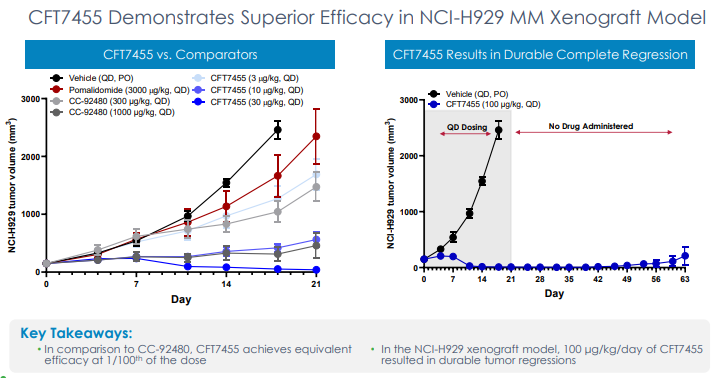 CFT7455 Demonstrates Superior Efficacy in NCI-H929 MM Xenograft Model
CFT7455 vs. Comparators
Vehicle (QD, PO)
Pomalidomide (3000 µg/kg, QD)
CC-92480 (300 µg/kg, QD)
CC-92480 (1000 µg/kg, QD)
CFT7455 (3 µg/kg, QD)
CFT7455 (10 µg/kg, QD)
CFT7455 (30 µg/kg, QD)
NCI-H929 tumor volume (mm³)
3000
2000
1000
0
0 7 14 21
Day
CFT7455 Results in Durable Complete Regression
Vehicle (QD, PO)
CFT7455 (100 µg/kg, QD)
QD Dosing
No Drug Administered
NCI-H929 tumor volume (mm³)
3000
2000
1000
0
0 7 14 21 28 35 42 49 56 63
Day
Key Takeaways:
• In comparison to CC-92480, CFT7455 achieves equivalent
efficacy at 1/100th of the dose
• In the NCI-H929 xenograft model, 100 µg/kg/day of CFT7455
resulted in durable tumor regressions